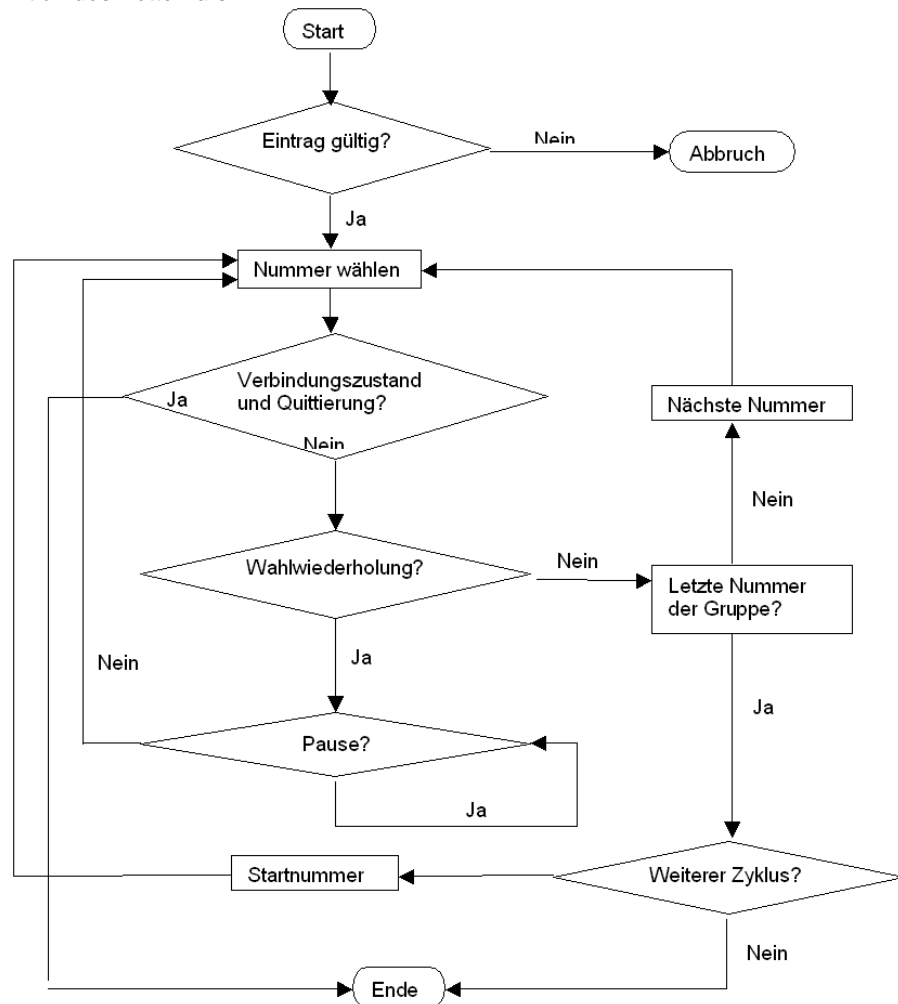 Start
Eintrag gültig?
Nein
Abbruch
Ja
Nummer wählen
Verbindungszustand
und Quittierung?
Ja
Nein
Nächste Nummer
Nein
Wahlwiederholung?
Nein
Letzte Nummer
der Gruppe?
Ja
Nein
Ja
Pause?
Ja
Startnummer
Weiterer Zyklus?
Nein
Ende